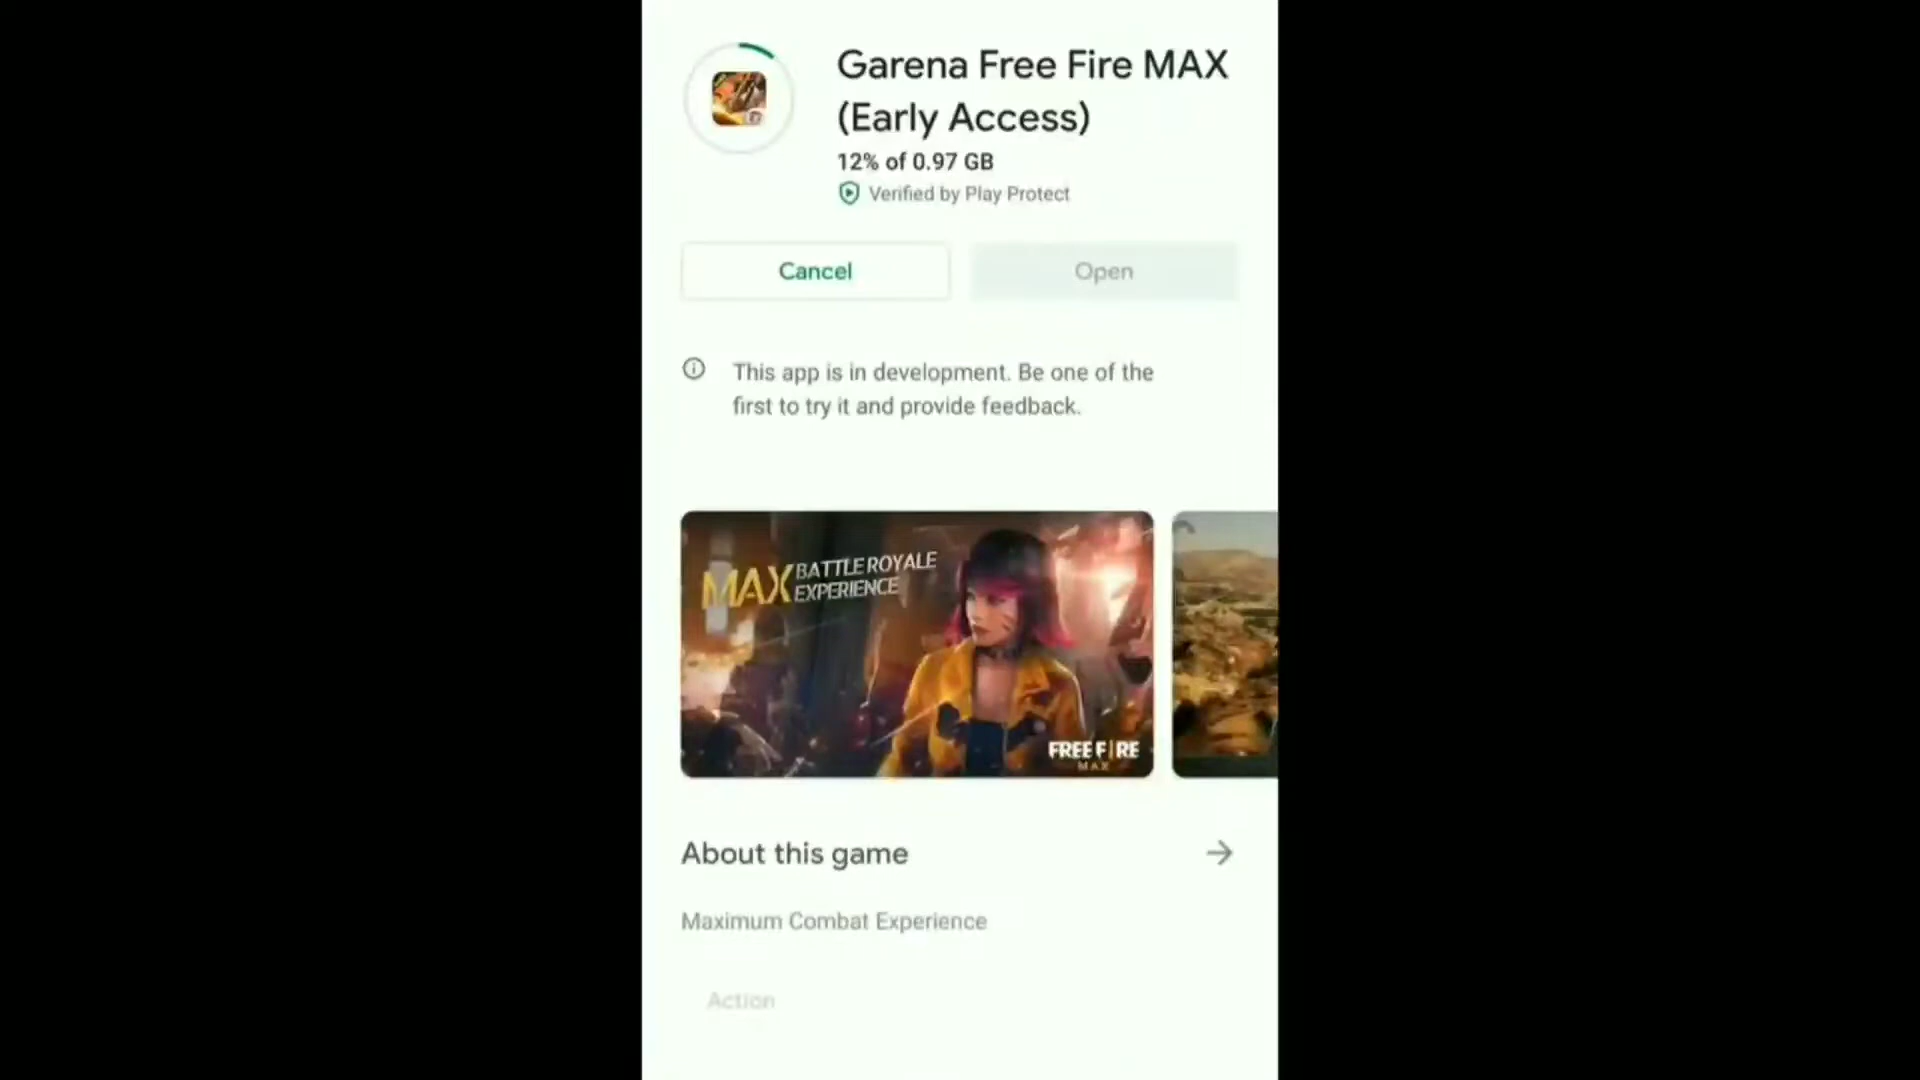 Garena Free Fire MAX
(Early Access)
12% of 0.97 GB
Verified by Play Protect
Cancel
Open
This app is in development. Be one of the
first to try it and provide feedback.
MAX BATTLE ROYALE
EXPERIENCE
FREE FIRE
MAX
About this game
Maximum Combat Experience
Action